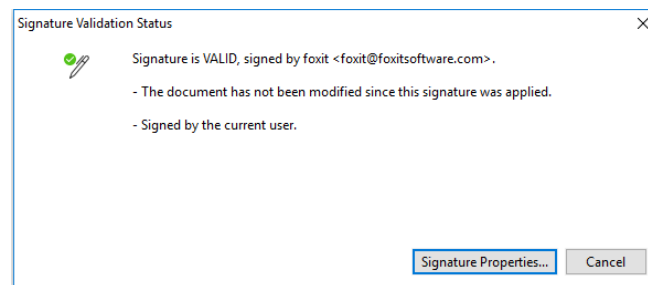 Signature Validation Status
Signature is VALID, signed by foxit <foxit@foxitsoftware.com>.
- The document has not been modified since this signature was applied.
- Signed by the current user.
Signature Properties... Cancel